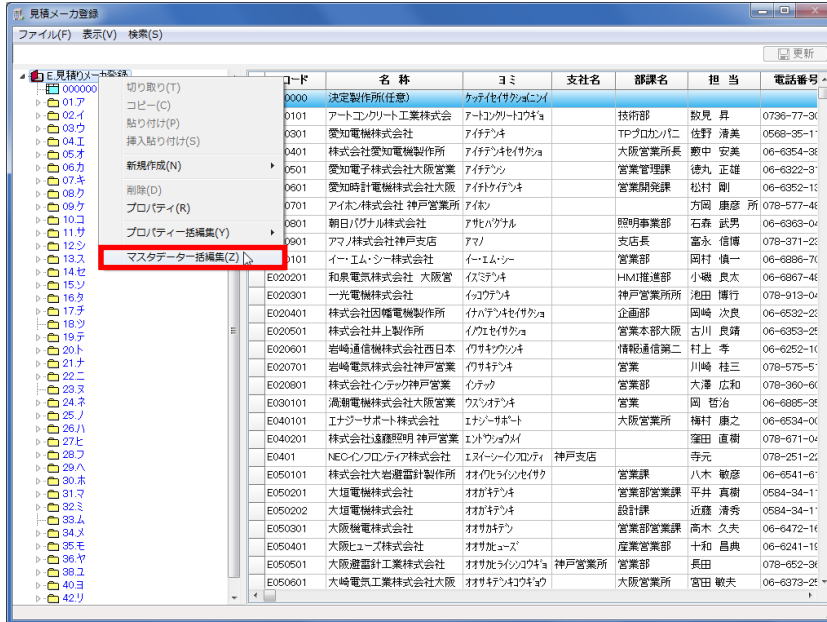 見積メーカ登録
ファイル(F) 表示(V) 検索(S)
更新
E.見積りメーカ登録
000000
01.ア
02.イ
03.ウ
04.エ
05.オ
06.カ
07.キ
08.ク
09.ケ
10.コ
11.サ
12.シ
13.ス
14.セ
15.ソ
16.タ
17.チ
18.ツ
19.テ
20.ト
21.ナ
22.ニ
23.ヌ
24.ネ
25.ノ
26.ハ
27.ヒ
28.フ
29.ヘ
30.ホ
31.マ
32.ミ
33.ム
34.メ
35.モ
36.ヤ
38.ユ
40.ヨ
42.リ
切り取り(T)
コピー(C)
貼り付け(P)
挿入貼り付け(S)
新規作成(N)
削除(D)
プロパティ(R)
プロパティ一括編集(Y)
マスタデータ一括編集(Z)
コード 名 称 ヨミ 支社名 部課名 担 当 電話番号
0000 決定製作所(任意) ケッテイセイサクショ(ニンイ
0101 アートコンクリート工業株式会 アートコンクリートコウギョ 技術部 数見 昇 0736-77-30
0301 愛知電機株式会社 アイチデンキ TPプロカンパニ 佐野 清美 0568-35-1
0401 株式会社愛知電機製作所 アイチデンキセイサクショ 大阪営業所長 藪中 安美 06-6354-38
0501 愛知電子株式会社大阪営業 アイチデンシ 営業管理課 徳丸 正雄 06-6322-3
0601 愛知時計電機株式会社大阪 アイチトケイデンキ 営業開発課 松村 剛 06-6352-13
0701 アイホン株式会社 神戸営業所 アイホン 方岡 康彦 所 078-577-48
0801 朝日パグナル株式会社 アサヒパグナル 照明事業部 石森 武男 06-6363-04
0901 アマノ株式会社神戸支店 アマノ 支店長 富永 信博 078-371-23
0101 イー・エム・シー株式会社 イー・エム・シー 営業部 岡村 慎一 06-6886-70
E020201 和泉電気株式会社 大阪営 イズミデンキ HMI推進部 小磯 良太 06-6867-48
E020301 一光電機株式会社 イッコウデンキ 神戸営業所所 池田 博行 078-913-04
E020401 株式会社因幡電機製作所 イナバデンキセイサクショ 企画部 岡崎 次良 06-6532-23
E020501 株式会社井上製作所 イノウエセイサクショ 営業本部大阪 古川 良靖 06-6353-25
E020601 岩崎通信機株式会社西日本 イワサキツウシンキ 情報通信第二 村上 孝 06-6252-10
E020701 岩崎電気株式会社神戸営業 イワサキデンキ 営業 川崎 桂三 078-575-5
E020801 株式会社インテック神戸営業 インテック 営業部 大澤 広和 078-360-60
E030101 渦潮電機株式会社大阪営業 ウズシオデンキ 営業 岡 哲治 06-6885-35
E040101 エナジーサポート株式会社 エナジーサポート 大阪営業所 梅村 康之 06-6534-00
E040201 株式会社遠藤照明 神戸営業 エンドウショウメイ 窪田 直樹 078-671-04
E0401 NECインフロンティア株式会社 エヌイーシーインフロンティ 神戸支店 寺元 078-251-22
E050101 株式会社大岩避雷針製作所 オオイワヒライシンセイサク 営業課 八木 敏彦 06-6541-6
E050201 大垣電機株式会社 オオガキデンキ 営業部営業課 平井 真樹 0584-34-1
E050202 大垣電機株式会社 オオガキデンキ 設計課 近藤 清秀 0584-34-1
E050301 大阪機電株式会社 オオサカキデン 営業部営業課 高木 久夫 06-6472-16
E050401 大阪ヒューズ株式会社 オオサカヒューズ 産業営業部 十和 昌典 06-6241-19
E050501 大阪避雷針工業株式会社 オオサカヒライシンコウギョ 神戸営業所 営業部 長田 078-652-36
E050601 大崎電気工業株式会社大阪 オオサキデンキコウギョウ 大阪営業所 宮田 敏夫 06-6373-25